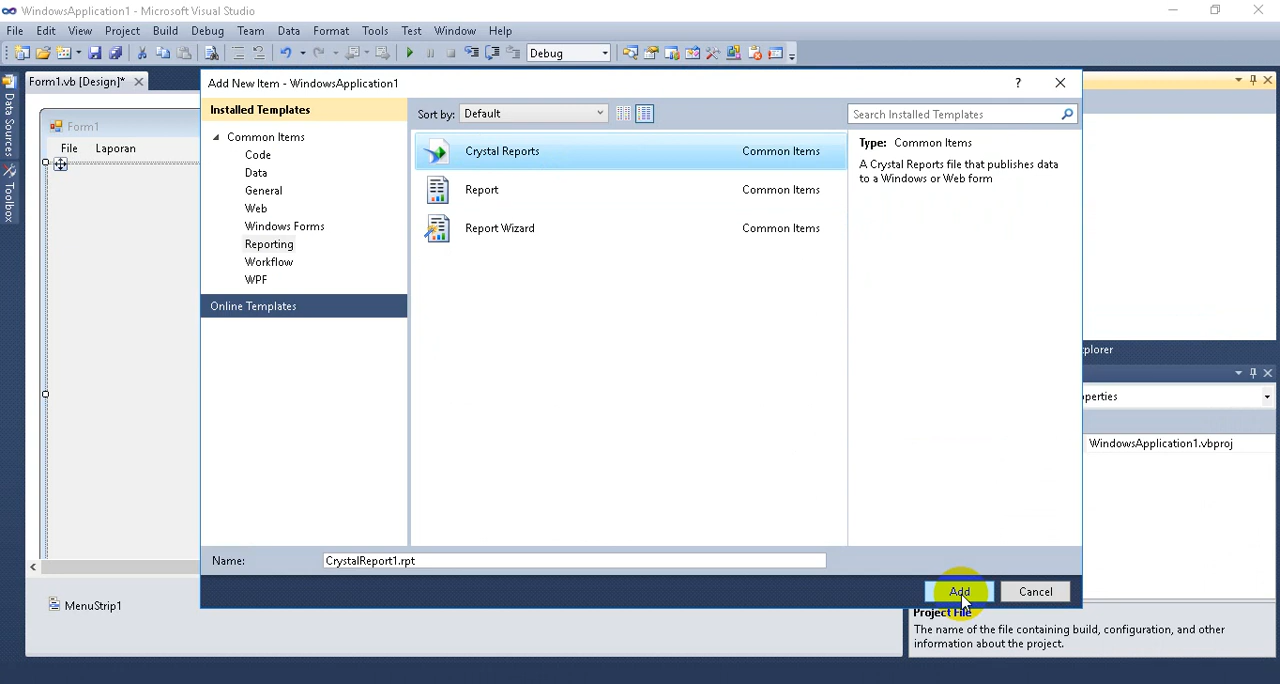 WindowsApplication1 - Microsoft Visual Studio
File Edit View Project Build Debug Team Data Format Tools Test Window Help
Debug
Form1.vb [Design]*
Data Sources
Toolbox
Form1
File Laporan
MenuStrip1
Add New Item - WindowsApplication1
?
Installed Templates
Common Items
Code
Data
General
Web
Windows Forms
Reporting
Workflow
WPF
Online Templates
Sort by: Default
Search Installed Templates
Crystal Reports Common Items
Report Common Items
Report Wizard Common Items
Type: Common Items
A Crystal Reports file that publishes data
to a Windows or Web form
Name: CrystalReport1.rpt
Add Cancel
plorer
perties
WindowsApplication1.vbproj
Project File
The name of the file containing build, configuration, and other
information about the project.